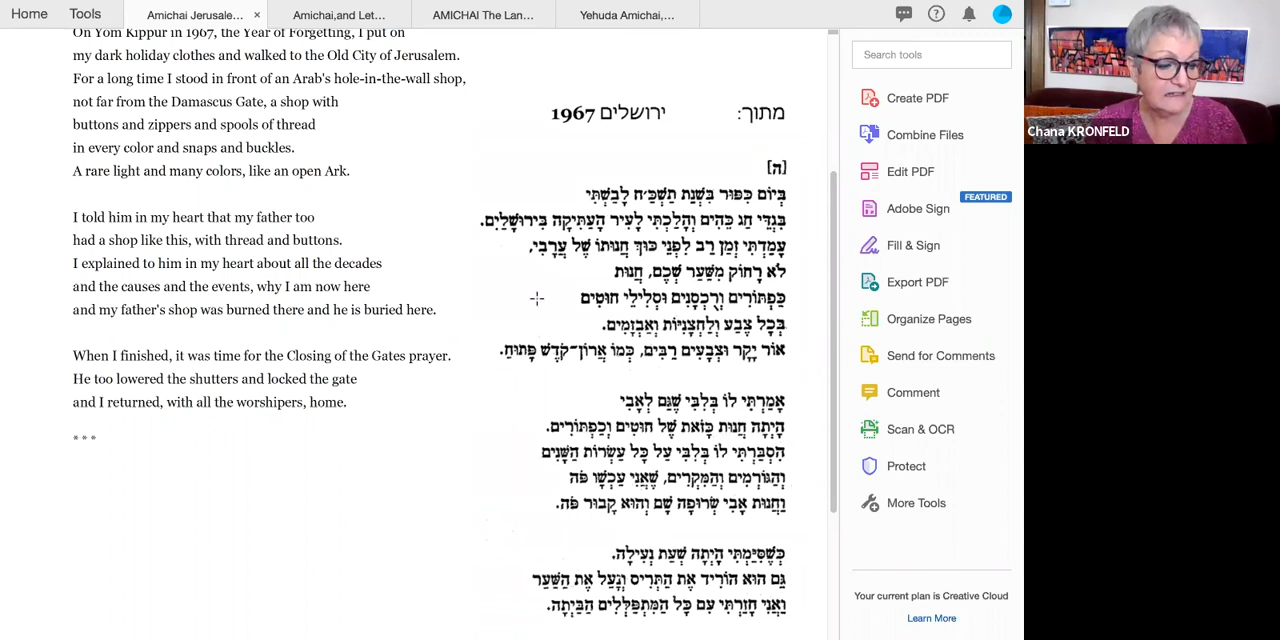 Home
Tools
Amichai Jerusale...
×
Amichai,and Let...
AMICHAI The Lan...
Yehuda Amichai,...
On Yom Kippur in 1967, the Year of Forgetting, I put on
my dark holiday clothes and walked to the Old City of Jerusalem.
For a long time I stood in front of an Arab's hole-in-the-wall shop,
not far from the Damascus Gate, a shop with
buttons and zippers and spools of thread
in every color and snaps and buckles.
A rare light and many colors, like an open Ark.
I told him in my heart that my father too
had a shop like this, with thread and buttons.
I explained to him in my heart about all the decades
and the causes and the events, why I am now here
and my father's shop was burned there and he is buried here.
When I finished, it was time for the Closing of the Gates prayer.
He too lowered the shutters and locked the gate
and I returned, with all the worshipers, home.
* * *
מתוך: ירושלים 1967
[ה]
בְּיוֹם כִּפּוּר בִּשְׁנַת תַּשְׁכַּ״ח לָבַשְׁתִּי
בִּגְדֵי חַג כֵּהִים וְהָלַכְתִּי לָעִיר הָעַתִּיקָה בִּירוּשָׁלַיִם.
עָמַדְתִּי זְמַן רַב לִפְנֵי כּוּךְ חֲנוּתוֹ שֶׁל עֲרָבִי,
לֹא רָחוֹק מִשַּׁעַר שְׁכֶם, חֲנוּת
כַּפְתּוֹרִים וְרָכְסָנִים וּסְלִילֵי חוּטִים
בְּכָל צֶבַע וְלַחְצָנִיּוֹת וְאַבְזָמִים.
אוֹר יָקָר וּצְבָעִים רַבִּים, כְּמוֹ אֲרוֹן־קֹדֶשׁ פָּתוּחַ.
אָמַרְתִּי לוֹ בְּלִבִּי שֶׁגַּם לְאָבִי
הָיְתָה חֲנוּת כָּזֹאת שֶׁל חוּטִים וְכַפְתּוֹרִים.
הִסְבַּרְתִּי לוֹ בְּלִבִּי עַל כָּל עַשְׂרוֹת הַשָּׁנִים
וְהַגּוֹרְמִים וְהַמִּקְרִים, שֶׁאֲנִי עַכְשָׁו פֹּה
וַחֲנוּת אָבִי שְׂרוּפָה שָׁם וְהוּא קָבוּר פֹּה.
כְּשֶׁסִּיַּמְתִּי הָיְתָה שְׁעַת נְעִילָה.
גַּם הוּא הוֹרִיד אֶת הַתְּרִיס וְנָעַל אֶת הַשַּׁעַר
וַאֲנִי חָזַרְתִּי עִם כָּל הַמִּתְפַּלְּלִים הַבַּיְתָה.
Search tools
Create PDF
Combine Files
Edit PDF
FEATURED
Adobe Sign
Fill & Sign
Export PDF
Organize Pages
Send for Comments
Comment
Scan & OCR
Protect
More Tools
Your current plan is Creative Cloud
Learn More
Chana KRONFELD